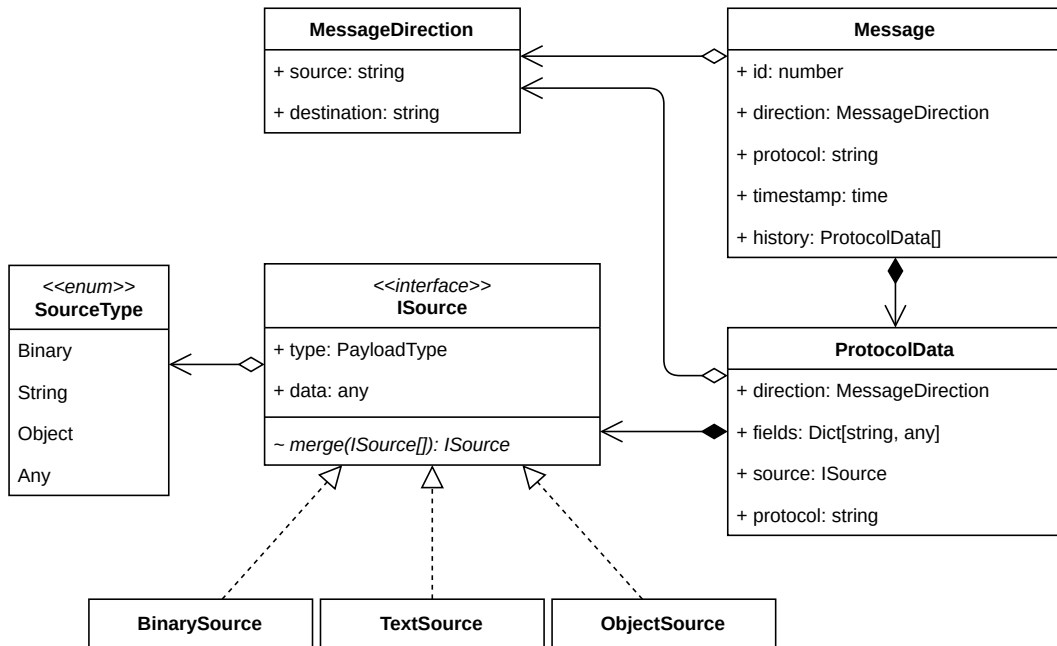 MessageDirection
+ source: string
+ destination: string
Message
+ id: number
+ direction: MessageDirection
+ protocol: string
+ timestamp: time
+ history: ProtocolData[]
<<enum>>
SourceType
Binary
String
Object
Any
<<interface>>
ISource
+ type: PayloadType
+ data: any
~ merge(ISource[]): ISource
ProtocolData
+ direction: MessageDirection
+ fields: Dict[string, any]
+ source: ISource
+ protocol: string
BinarySource
TextSource
ObjectSource